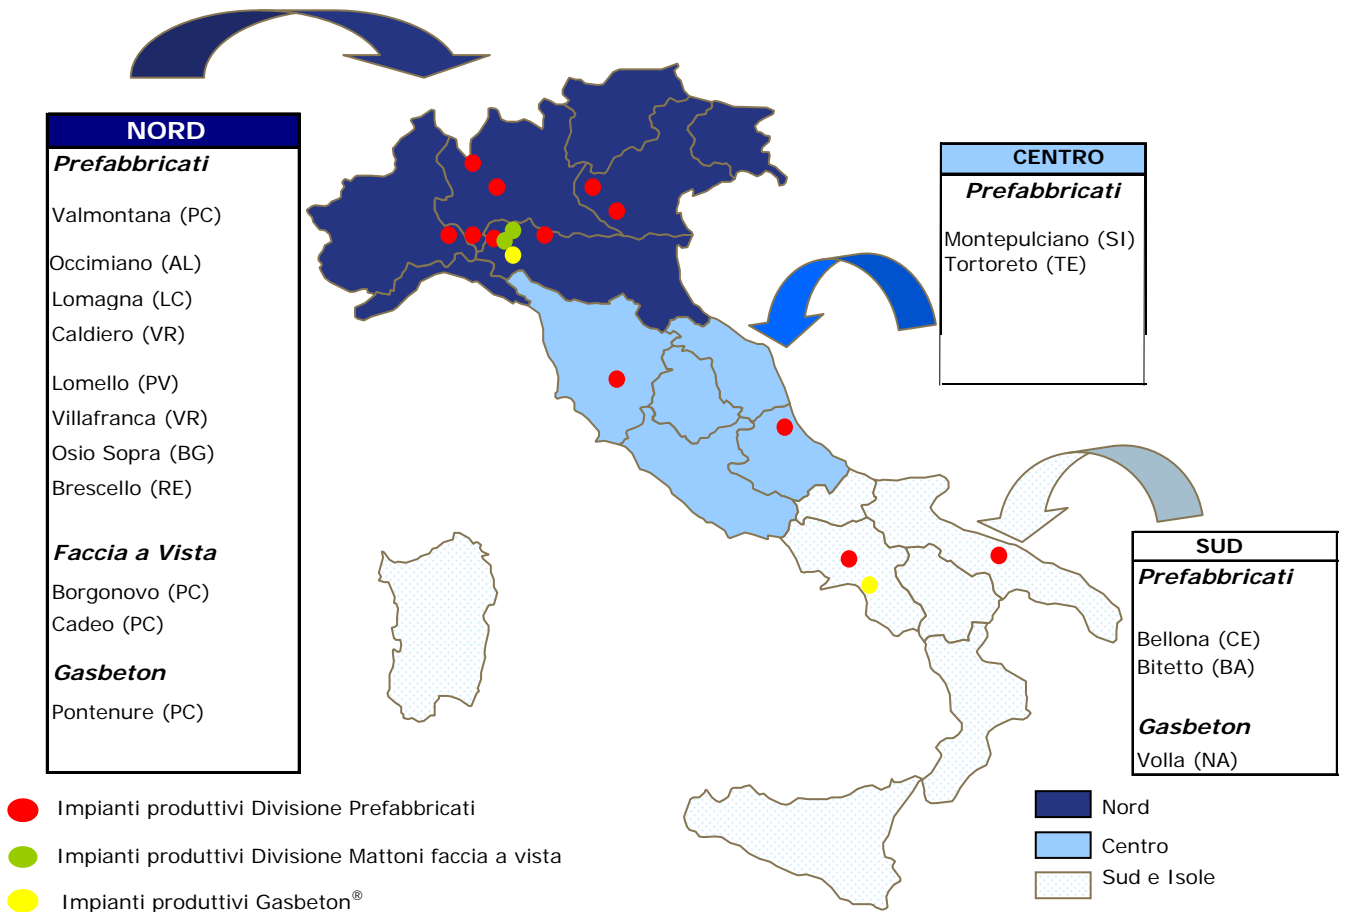 NORD
Prefabbricati
Valmontana (PC)
Occimiano (AL)
Lomagna (LC)
Caldiero (VR)
Lomello (PV)
Villafranca (VR)
Osio Sopra (BG)
Brescello (RE)
Faccia a Vista
Borgonovo (PC)
Cadeo (PC)
Gasbeton
Pontenure (PC)
CENTRO
Prefabbricati
Montepulciano (SI)
Tortoreto (TE)
SUD
Prefabbricati
Bellona (CE)
Bitetto (BA)
Gasbeton
Volla (NA)
Impianti produttivi Divisione Prefabbricati
Impianti produttivi Divisione Mattoni faccia a vista
Impianti produttivi Gasbeton®
Nord
Centro
Sud e Isole